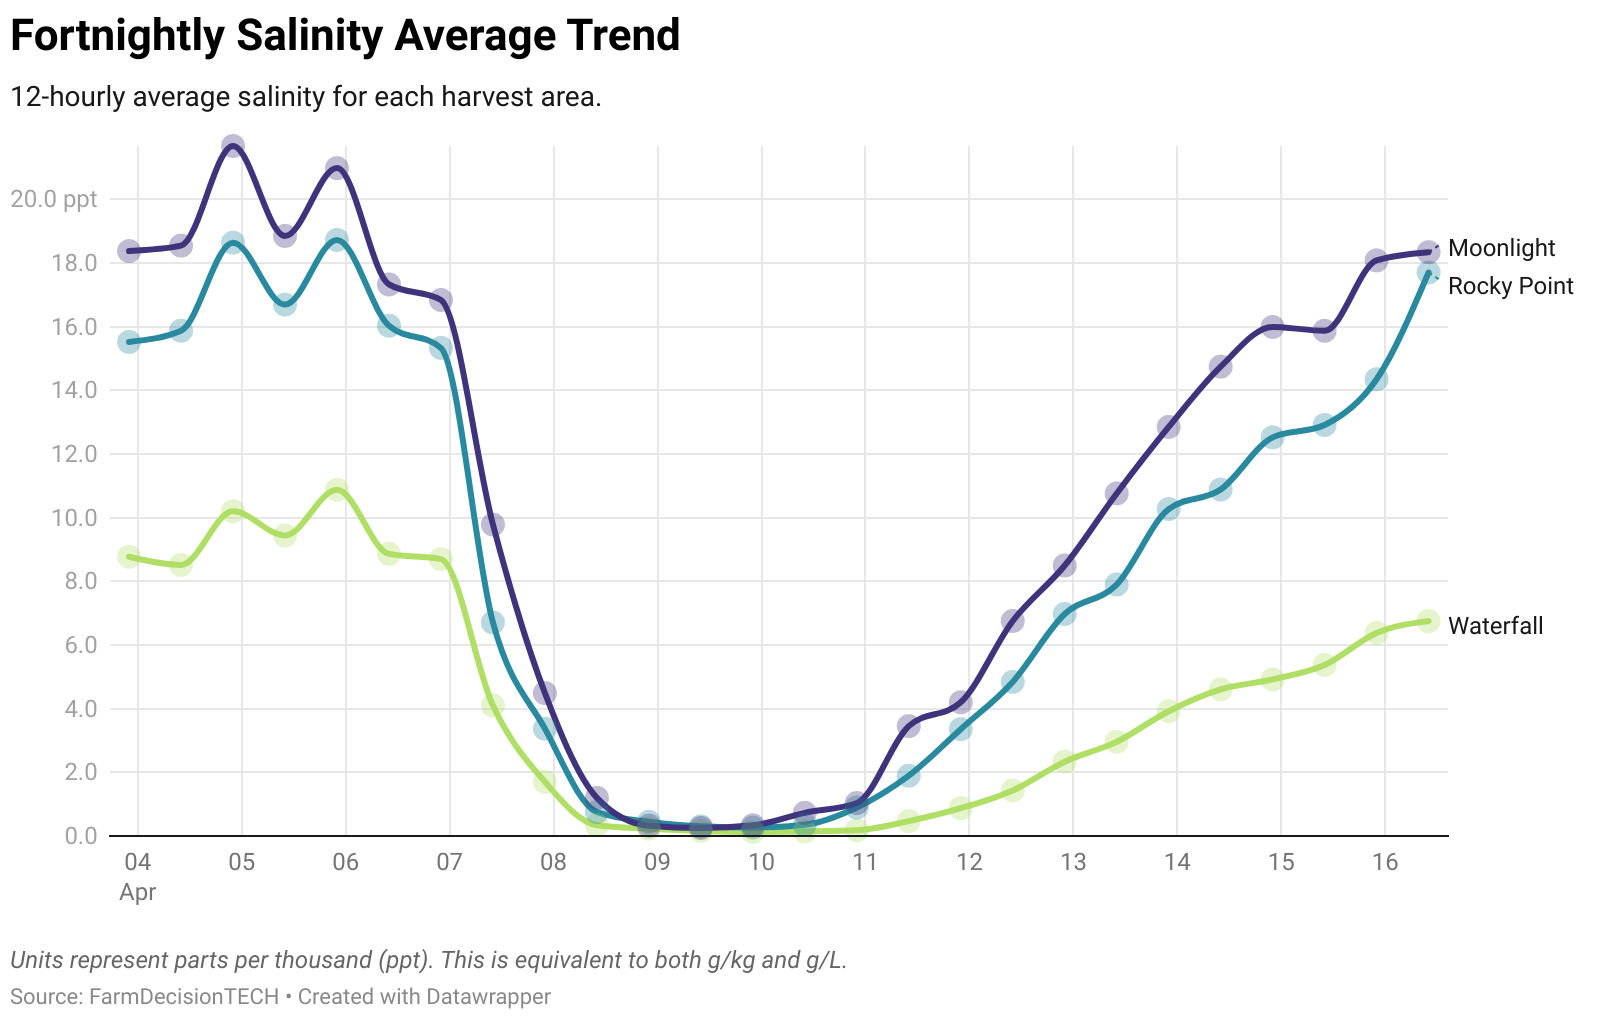 Fortnightly Salinity Average Trend
12-hourly average salinity for each harvest area.
20.0 ppt
18.0
16.0
14.0
12.0
10.0
8.0
6.0
4.0
2.0
0.0
Moonlight
Rocky Point
Waterfall
04 05 06 07 08 09 10 11 12 13 14 15 16
Apr
Units represent parts per thousand (ppt). This is equivalent to both g/kg and g/L.
Source: FarmDecisionTECH • Created with Datawrapper